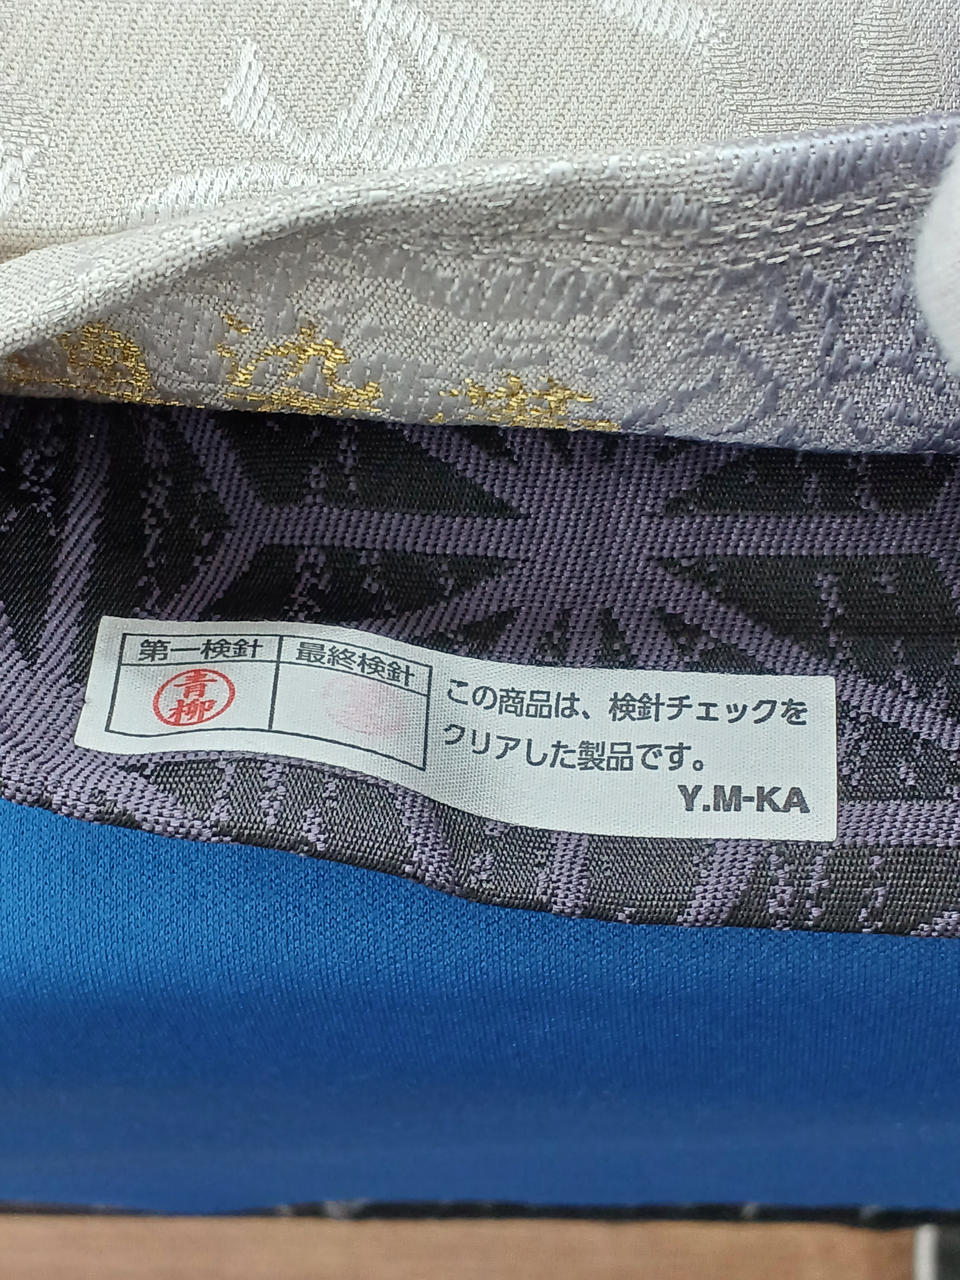 第一検針
最終検針
青柳
この商品は、検針チェックを
クリアした製品です。
Y.M-KA